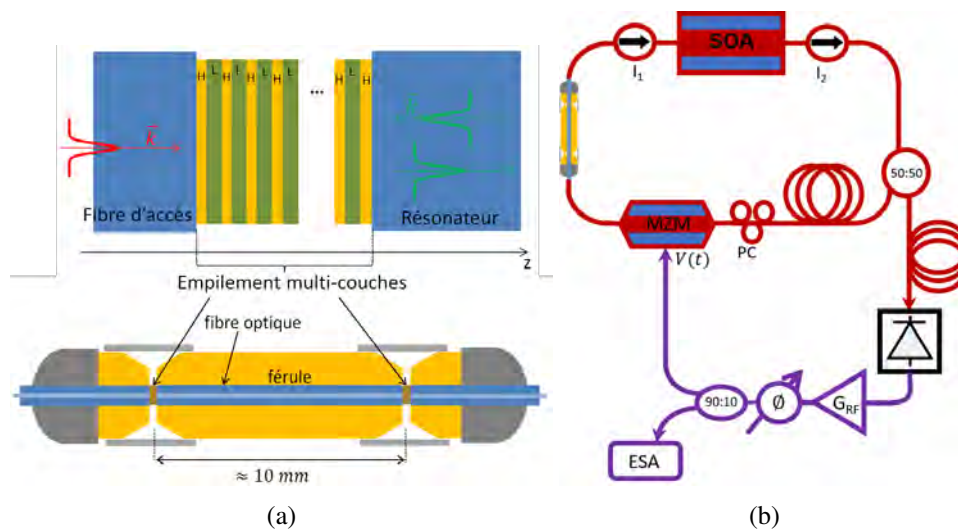 H L H L H L H L
...
H L H
k
Fibre d'accès
Résonateur
z
Empilement multi-couches
fibre optique
férule
≈ 10 mm
(a)
SOA
I1
I2
50:50
MZM
PC
V(t)
90:10
Ø
GRF
ESA
(b)